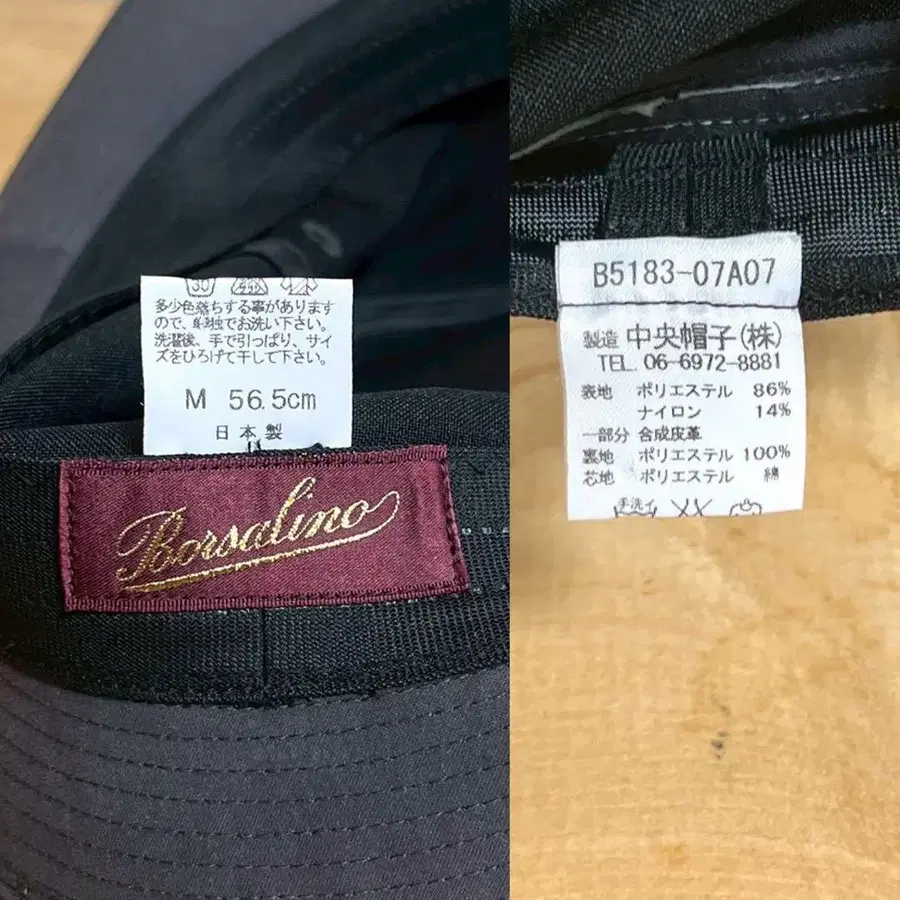 30
多少色落ちする事があります
ので、単独でお洗い下さい。
洗濯後、手で引っぱり、サイ
ズをひろげて干して下さい。
M 56.5cm
日本製
Borsalino
B5183-07A07
製造 中央帽子(株)
TEL. 06-6972-8881
表地 ポリエステル 86%
ナイロン 14%
一部分 合成皮革
裏地 ポリエステル 100%
芯地 ポリエステル 綿
手洗イ